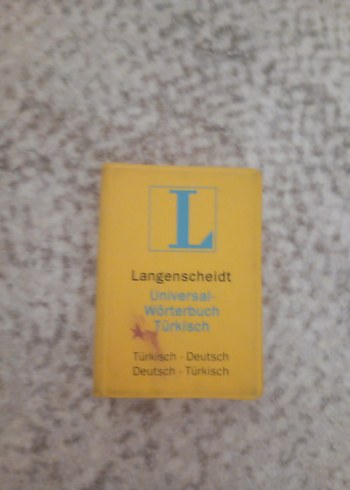 L
Langenscheidt
Universal-
Wörterbuch
Türkisch
Türkisch - Deutsch
Deutsch - Türkisch